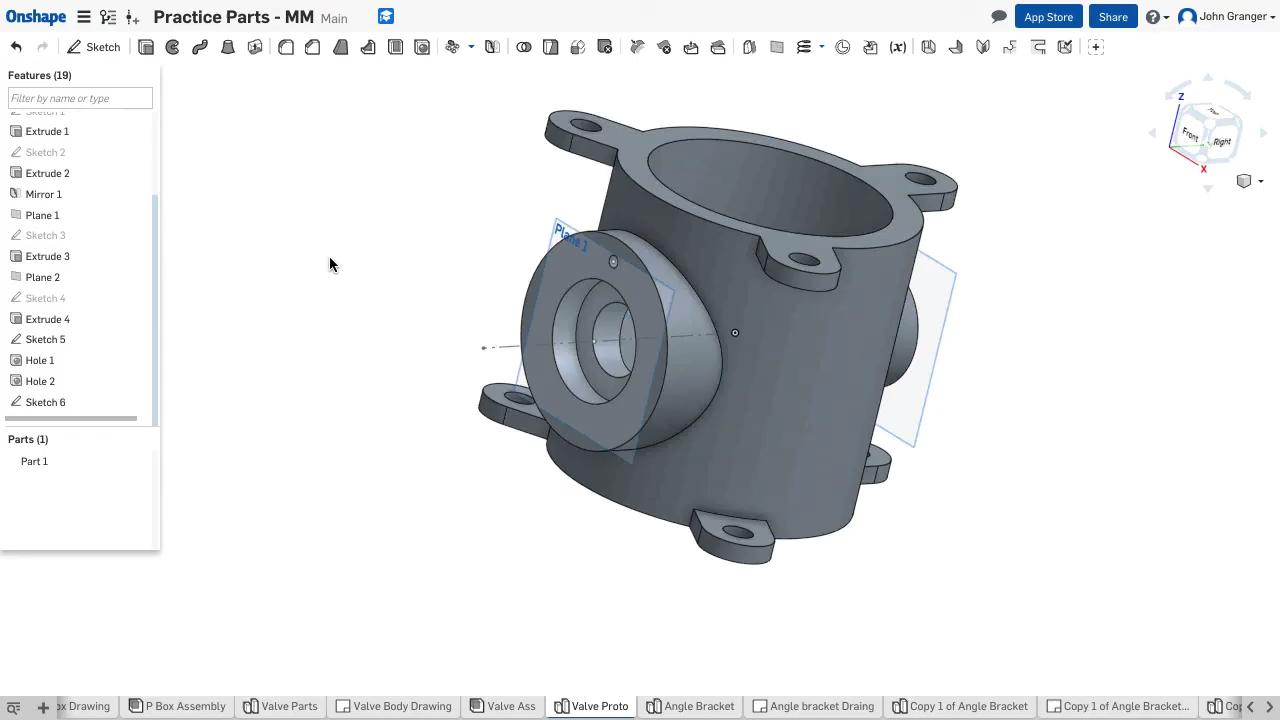 Onshape
Practice Parts - MM Main
App Store
Share
John Granger
Sketch
(x)
Features (19)
Filter by name or type
Sketch 1
Extrude 1
Sketch 2
Extrude 2
Mirror 1
Plane 1
Sketch 3
Extrude 3
Plane 2
Sketch 4
Extrude 4
Sketch 5
Hole 1
Hole 2
Sketch 6
Parts (1)
Part 1
Plane 1
Z
Front
Right
X
ox Drawing
P Box Assembly
Valve Parts
Valve Body Drawing
Valve Ass
Valve Proto
Angle Bracket
Angle bracket Draing
Copy 1 of Angle Bracket
Copy 1 of Angle Bracket...